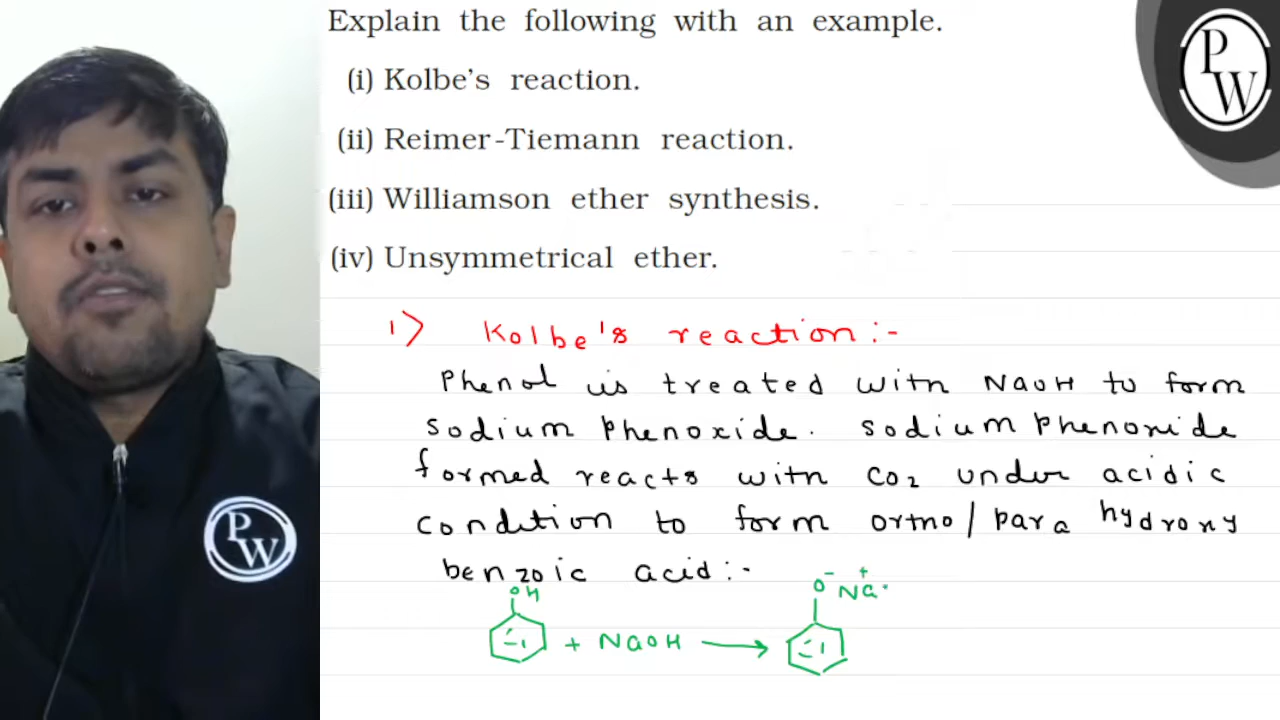 Explain the following with an example.
(i) Kolbe's reaction.
(ii) Reimer-Tiemann reaction.
(iii) Williamson ether synthesis.
(iv) Unsymmetrical ether.
PW
1) Kolbe's reaction :-
Phenol is treated with NaOH to form
sodium phenoxide. sodium phenoxide
formed reacts with CO2 under acidic
condition to form ortho/para hydroxy
benzoic acid :-
OH
+ NaOH
O- Na+
PW